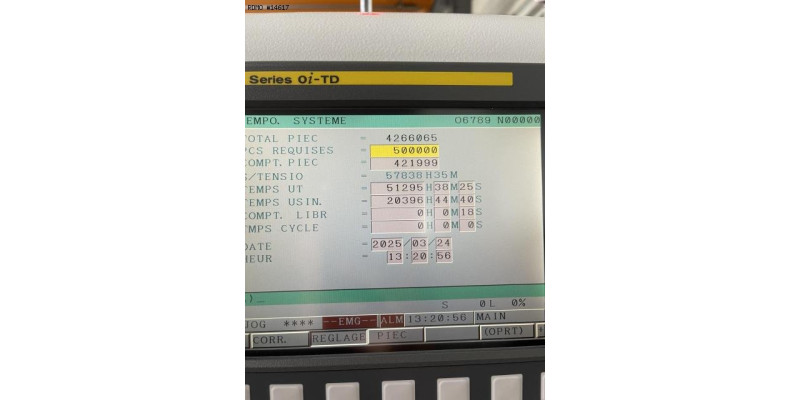 Series 0i-TD
EMPO. SYSTEME O6789 N00000
TOTAL PIEC = 4266065
PCS REQUISES = 500000
COMPT. PIEC = 421999
S/TENSIO = 57838H35M
TEMPS UT = 51295H38M25S
TEMPS USIN. = 20396H44M40S
COMPT. LIBR = 0H 0M18S
TMPS CYCLE = 0H 0M 0S
DATE = 2025/03/24
HEUR = 13:20:56
)_
S 0L 0%
JOG **** --EMG-- ALM 13:20:56 MAIN
CORR. REGLAGE PIEC (OPRT) +